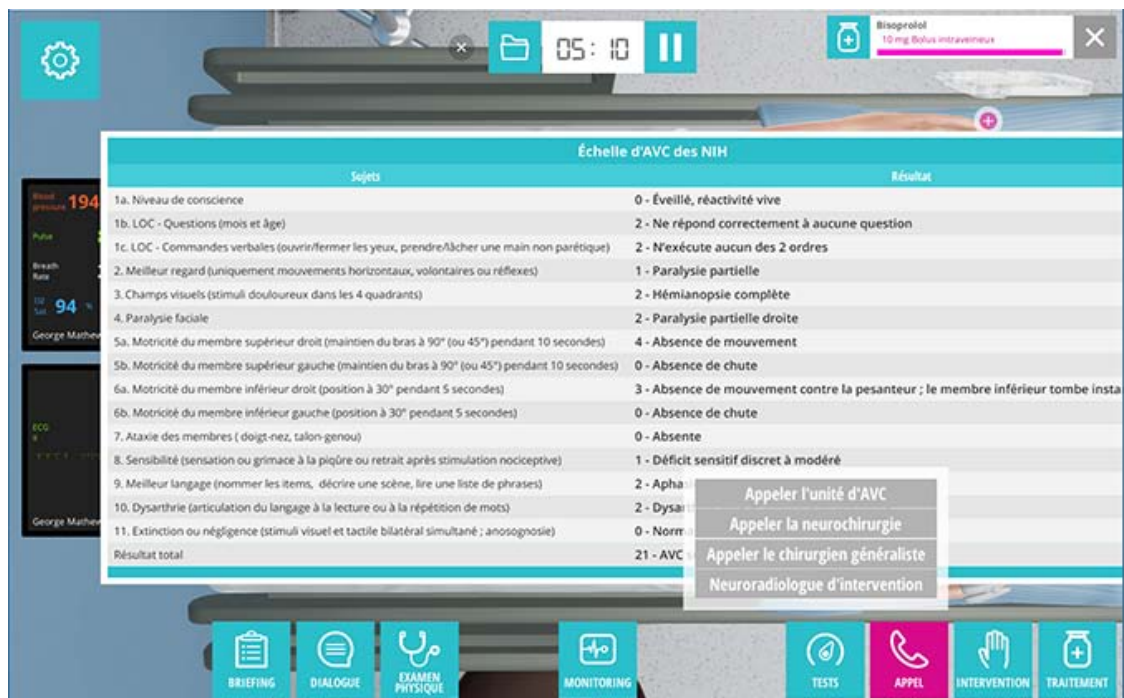 05:10
Bisoprolol
10 mg Bolus intraveineux
Échelle d'AVC des NIH
Sujets Résultat
1a. Niveau de conscience 0 - Éveillé, réactivité vive
1b. LOC - Questions (mois et âge) 2 - Ne répond correctement à aucune question
1c. LOC - Commandes verbales (ouvrir/fermer les yeux, prendre/lâcher une main non parétique) 2 - N'exécute aucun des 2 ordres
2. Meilleur regard (uniquement mouvements horizontaux, volontaires ou réflexes) 1 - Paralysie partielle
3. Champs visuels (stimuli douloureux dans les 4 quadrants) 2 - Hémianopsie complète
4. Paralysie faciale 2 - Paralysie partielle droite
5a. Motricité du membre supérieur droit (maintien du bras à 90° (ou 45°) pendant 10 secondes) 4 - Absence de mouvement
5b. Motricité du membre supérieur gauche (maintien du bras à 90° (ou 45°) pendant 10 secondes) 0 - Absence de chute
6a. Motricité du membre inférieur droit (position à 30° pendant 5 secondes) 3 - Absence de mouvement contre la pesanteur ; le membre inférieur tombe insta
6b. Motricité du membre inférieur gauche (position à 30° pendant 5 secondes) 0 - Absence de chute
7. Ataxie des membres ( doigt-nez, talon-genou) 0 - Absente
8. Sensibilité (sensation ou grimace à la piqûre ou retrait après stimulation nociceptive) 1 - Déficit sensitif discret à modéré
9. Meilleur langage (nommer les items, décrire une scène, lire une liste de phrases) 2 - Apha
10. Dysarthrie (articulation du langage à la lecture ou à la répétition de mots) 2 - Dysar
11. Extinction ou négligence (stimuli visuel et tactile bilatéral simultané ; anosognosie) 0 - Norm
Résultat total 21 - AVC
Appeler l'unité d'AVC
Appeler la neurochirurgie
Appeler le chirurgien généraliste
Neuroradiologue d'intervention
Blood pressure 194
Pulse
Breath Rate
O2 Sat. 94 %
George Mathew
ECG
George Mathew
BRIEFING
DIALOGUE
EXAMEN PHYSIQUE
MONITORING
TESTS
APPEL
INTERVENTION
TRAITEMENT